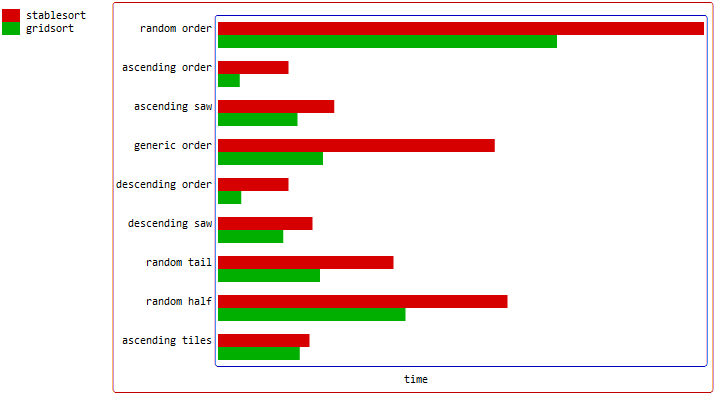 stablesort
gridsort
random order
ascending order
ascending saw
generic order
descending order
descending saw
random tail
random half
ascending tiles
time